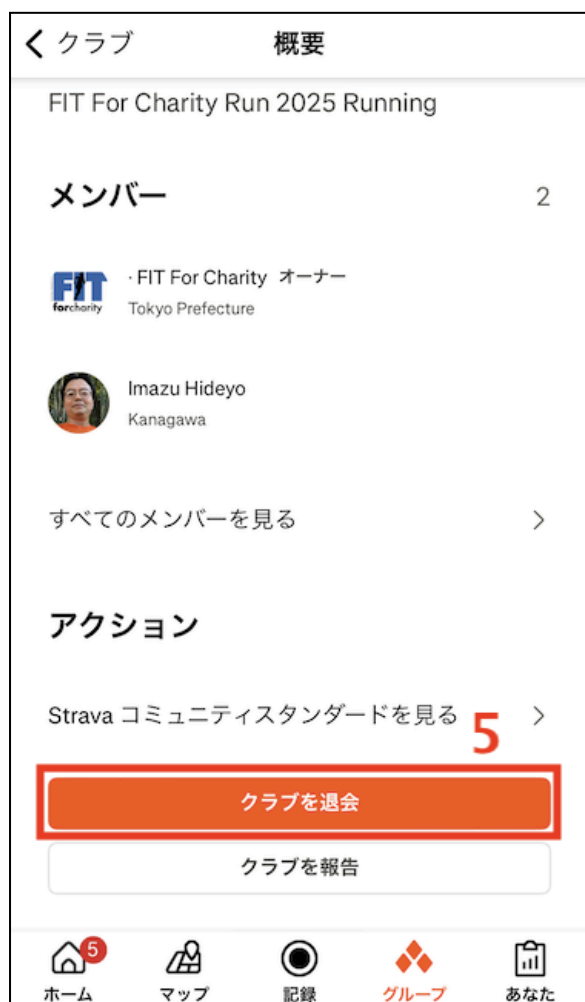 クラブ 概要
FIT For Charity Run 2025 Running
メンバー 2
FIT
forcharity
· FIT For Charity オーナー
Tokyo Prefecture
Imazu Hideyo
Kanagawa
すべてのメンバーを見る
アクション
Strava コミュニティスタンダードを見る
5
クラブを退会
クラブを報告
5
ホーム マップ 記録 グループ あなた